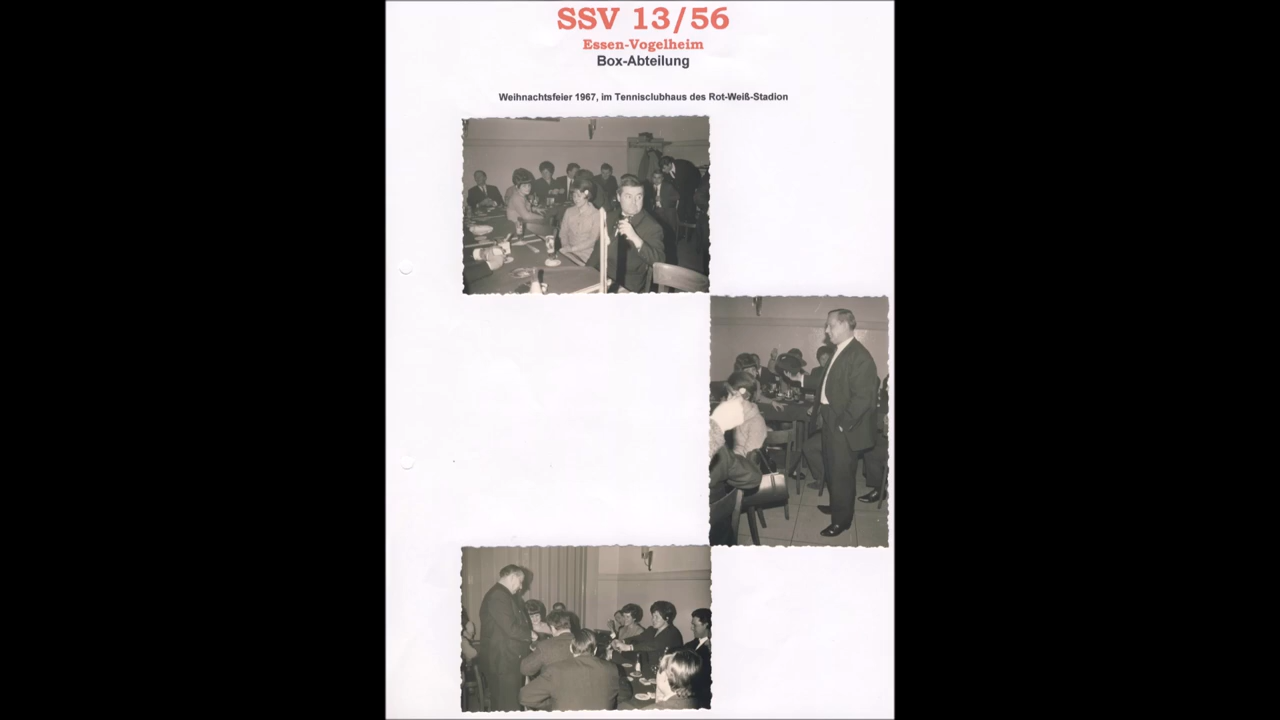 SSV 13/56
Essen-Vogelheim
Box-Abteilung
Weihnachtsfeier 1967, im Tennisclubhaus des Rot-Weiß-Stadion